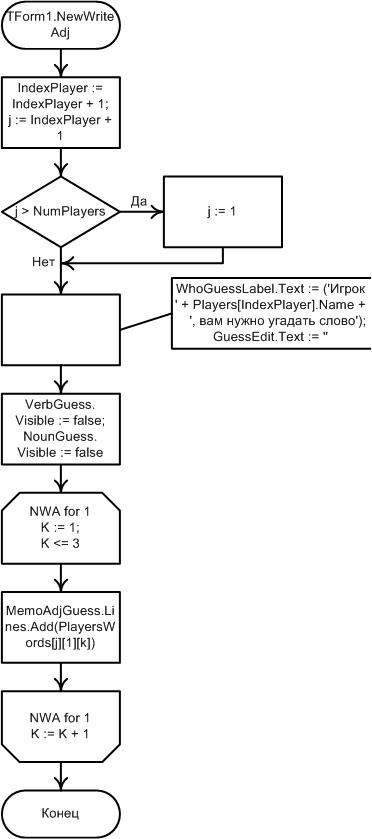 TForm1.NewWrite
Adj
IndexPlayer :=
IndexPlayer + 1;
j := IndexPlayer +
1
j > NumPlayers
Да
j := 1
Нет
WhoGuessLabel.Text := ('Игрок
' + Players[IndexPlayer].Name +
', вам нужно угадать слово');
GuessEdit.Text := ''
VerbGuess.
Visible := false;
NounGuess.
Visible := false
NWA for 1
K := 1;
K <= 3
MemoAdjGuess.Li
nes.Add(PlayersW
ords[j][1][k])
NWA for 1
K := K + 1
Конец